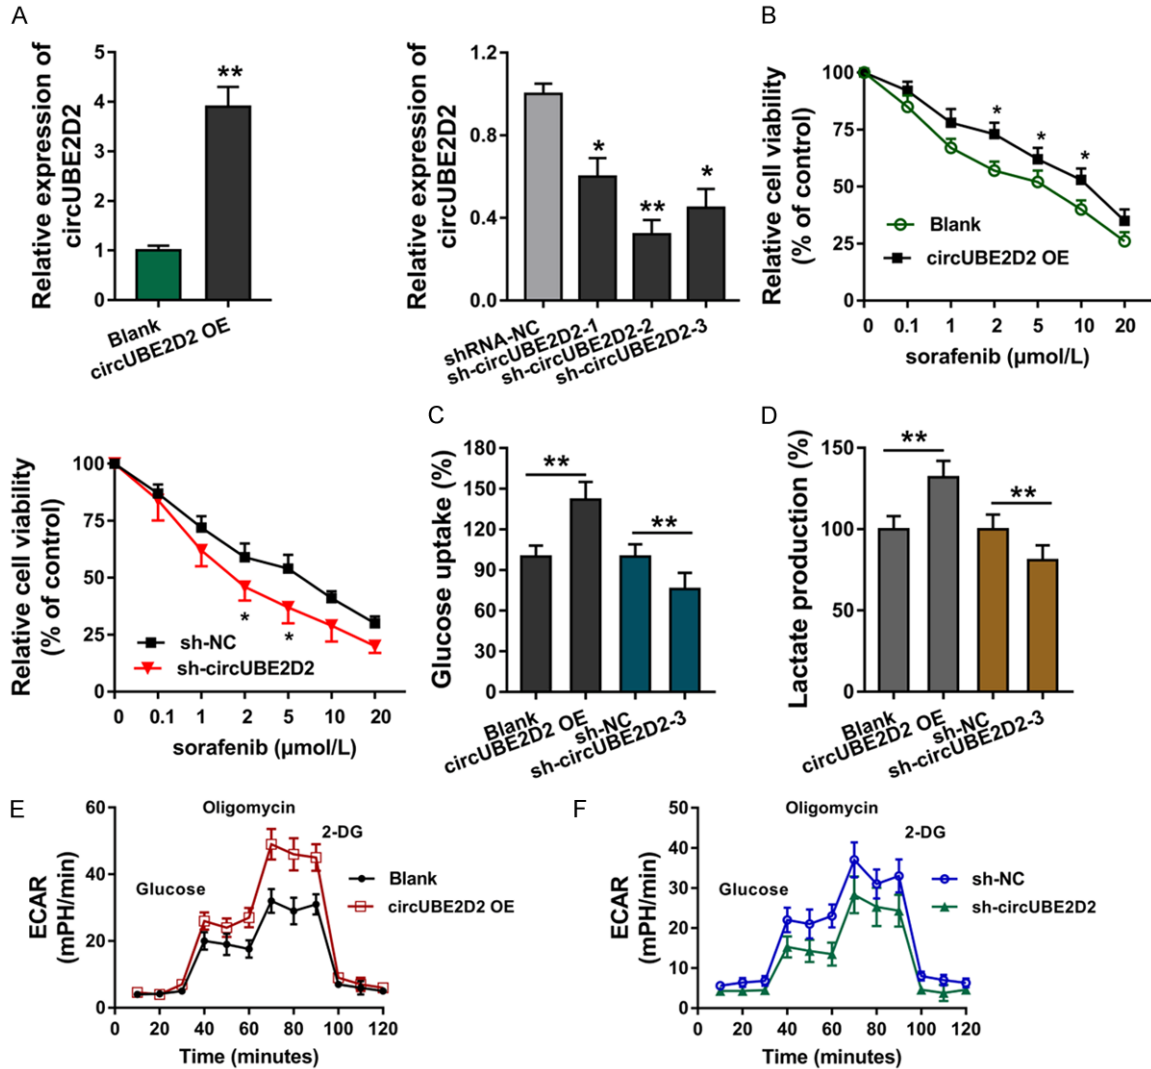 A
Relative expression of
circUBE2D2
5
4
3
2
1
0
**
Blank
circUBE2D2 OE
Relative expression of
circUBE2D2
1.2
0.8
0.4
0.0
*
**
*
shRNA-NC
sh-circUBE2D2-1
sh-circUBE2D2-2
sh-circUBE2D2-3
B
Relative cell viability
(% of control)
100
75
50
25
0
*
*
*
Blank
circUBE2D2 OE
0 0.1 1 2 5 10 20
sorafenib (μmol/L)
Relative cell viability
(% of control)
100
75
50
25
0
*
*
sh-NC
sh-circUBE2D2
0 0.1 1 2 5 10 20
sorafenib (μmol/L)
C
Glucose uptake (%)
180
150
120
90
60
30
0
**
**
Blank
circUBE2D2 OE
sh-NC
sh-circUBE2D2-3
D
Lactate production (%)
150
100
50
0
**
**
Blank
circUBE2D2 OE
sh-NC
sh-circUBE2D2-3
E
ECAR
(mPH/min)
60
40
20
0
Oligomycin
2-DG
Glucose
Blank
circUBE2D2 OE
0 20 40 60 80 100 120
Time (minutes)
F
ECAR
(mPH/min)
50
40
30
20
10
0
Oligomycin
2-DG
Glucose
sh-NC
sh-circUBE2D2
0 20 40 60 80 100 120
Time (minutes)